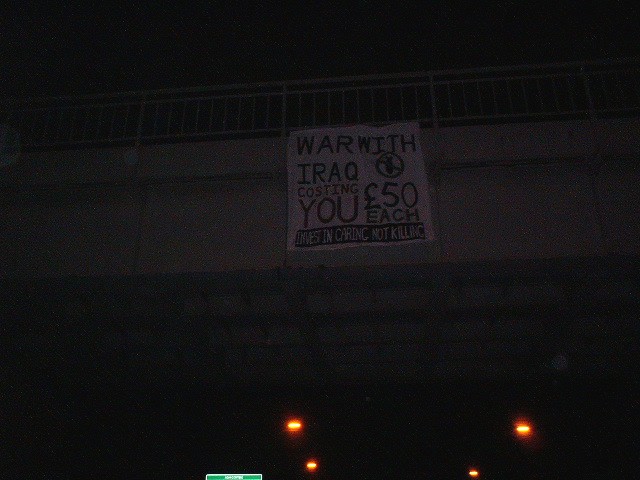 WAR WITH
IRAQ
COSTING
YOU £50
EACH
INVEST IN CARING NOT KILLING